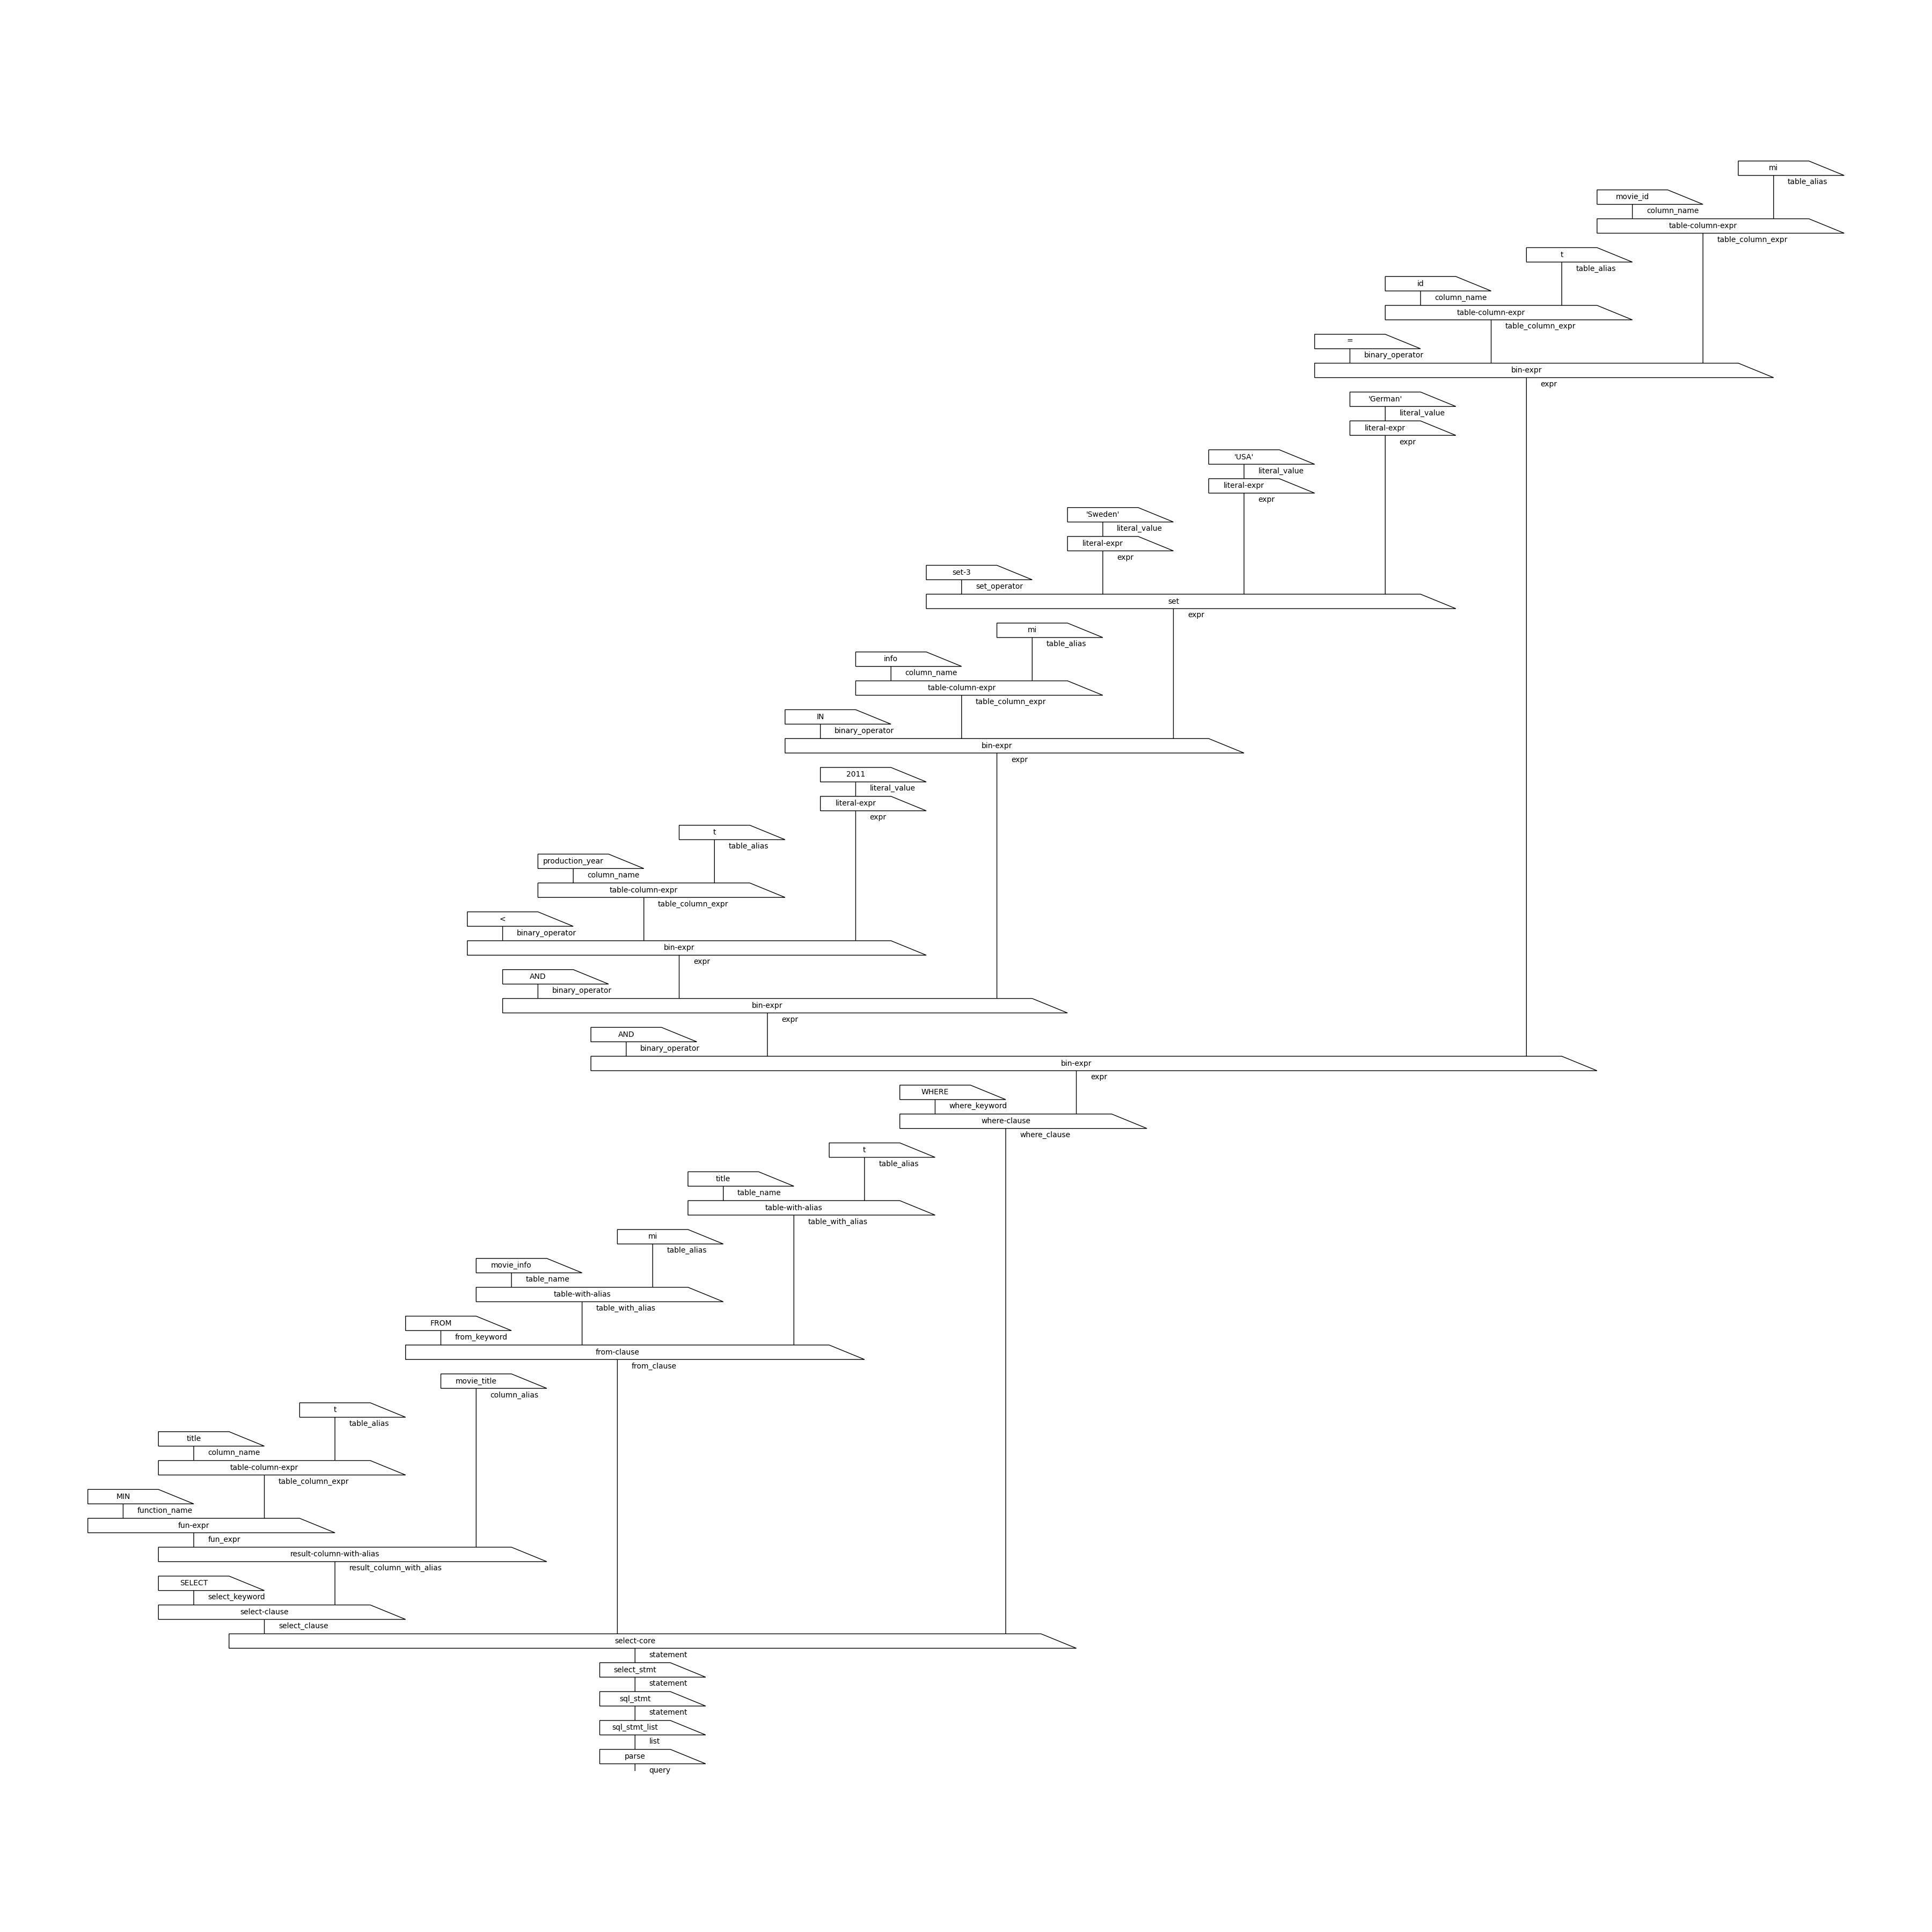 mi
table_alias
movie_id
column_name
table-column-expr
table_column_expr
t
table_alias
id
column_name
table-column-expr
table_column_expr
=
binary_operator
bin-expr
expr
'German'
literal_value
literal-expr
expr
'USA'
literal_value
literal-expr
expr
'Sweden'
literal_value
literal-expr
expr
set-3
set_operator
set
expr
mi
table_alias
info
column_name
table-column-expr
table_column_expr
IN
binary_operator
bin-expr
expr
2011
literal_value
literal-expr
expr
t
table_alias
production_year
column_name
table-column-expr
table_column_expr
<
binary_operator
bin-expr
expr
AND
binary_operator
bin-expr
expr
AND
binary_operator
bin-expr
expr
WHERE
where_keyword
where-clause
where_clause
t
table_alias
title
table_name
table-with-alias
table_with_alias
mi
table_alias
movie_info
table_name
table-with-alias
table_with_alias
FROM
from_keyword
from-clause
from_clause
movie_title
column_alias
t
table_alias
title
column_name
table-column-expr
table_column_expr
MIN
function_name
fun-expr
fun_expr
result-column-with-alias
result_column_with_alias
SELECT
select_keyword
select-clause
select_clause
select-core
statement
select_stmt
statement
sql_stmt
statement
sql_stmt_list
list
parse
query